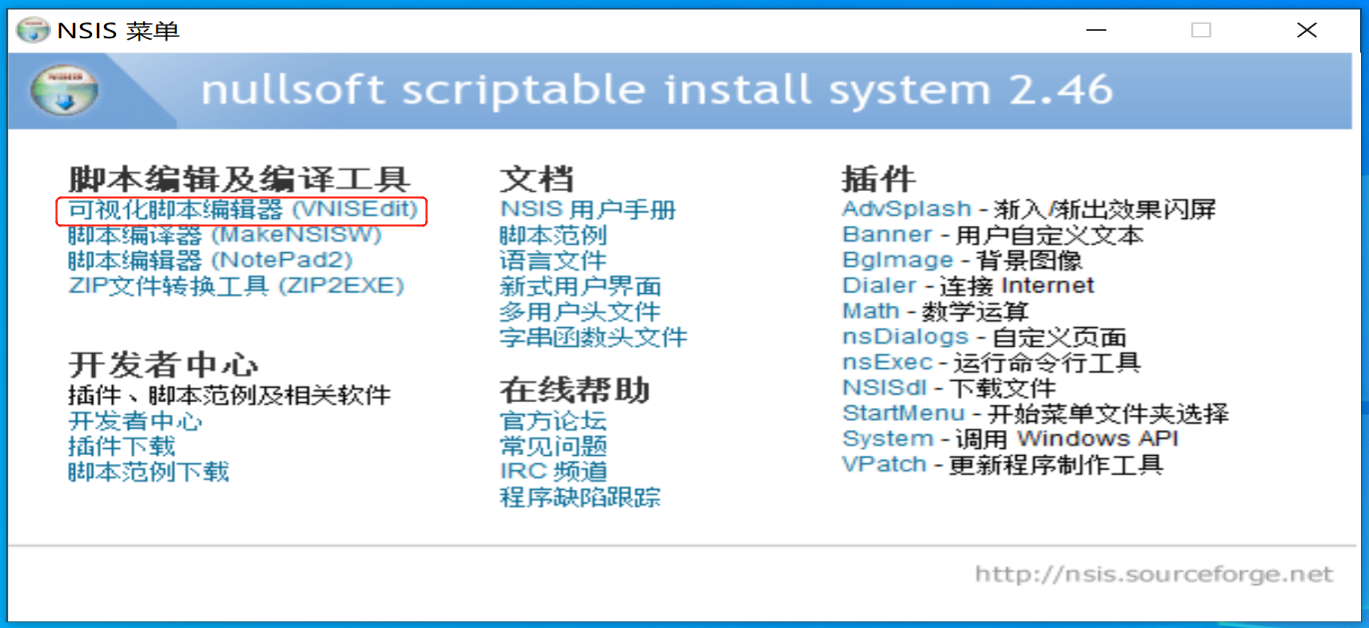 NSIS 菜单
nullsoft scriptable install system 2.46
脚本编辑及编译工具
可视化脚本编辑器 (VNISEdit)
脚本编译器 (MakeNSISW)
脚本编辑器 (NotePad2)
ZIP文件转换工具 (ZIP2EXE)
开发者中心
插件、脚本范例及相关软件
开发者中心
插件下载
脚本范例下载
文档
NSIS 用户手册
脚本范例
语言文件
新式用户界面
多用户头文件
字串函数头文件
在线帮助
官方论坛
常见问题
IRC 频道
程序缺陷跟踪
插件
AdvSplash - 渐入/渐出效果闪屏
Banner - 用户自定义文本
BgImage - 背景图像
Dialer - 连接 Internet
Math - 数学运算
nsDialogs - 自定义页面
nsExec - 运行命令行工具
NSISdl - 下载文件
StartMenu - 开始菜单文件夹选择
System - 调用 Windows API
VPatch - 更新程序制作工具
http://nsis.sourceforge.net